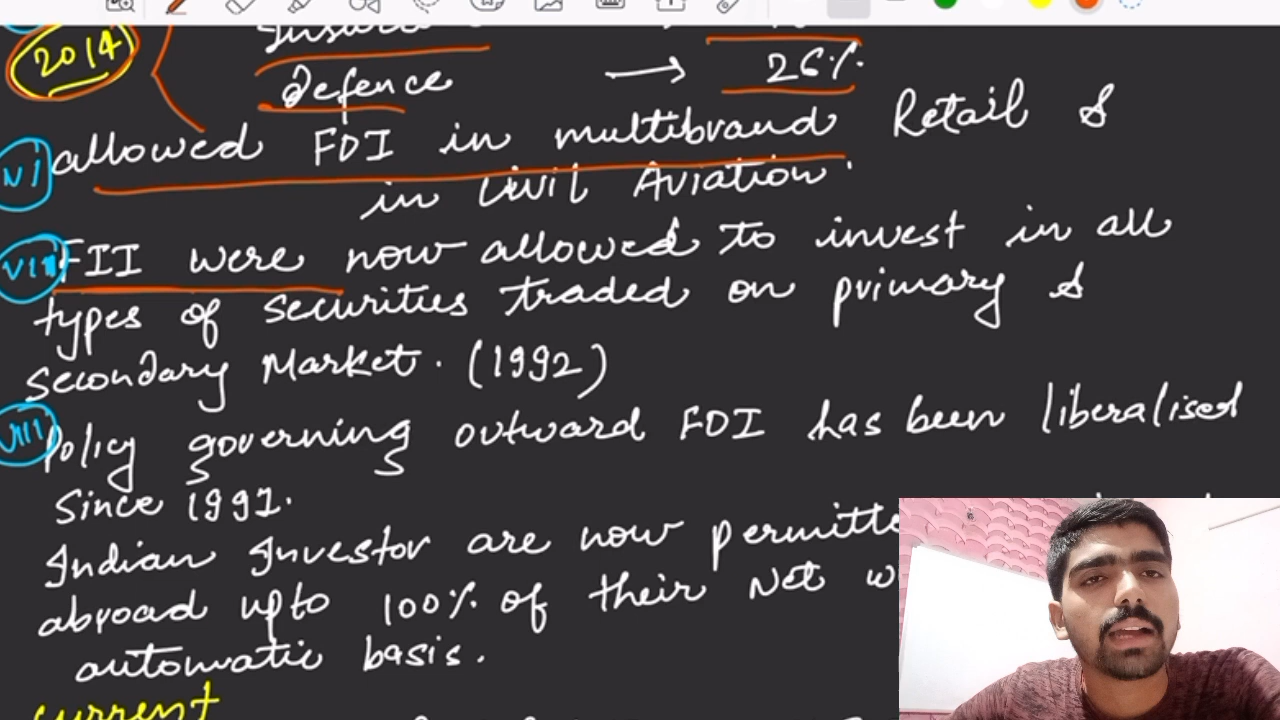 2014
Defence → 26%.
vi allowed FDI in multibrand Retail &
in Civil Aviation.
vii FII were now allowed to invest in all
types of securities traded on primary &
Secondary Market. (1992)
viii Policy governing outward FDI has been liberalised
Since 1991.
Indian Investor are now
abroad upto 100%. of their Net
automatic basis.
current